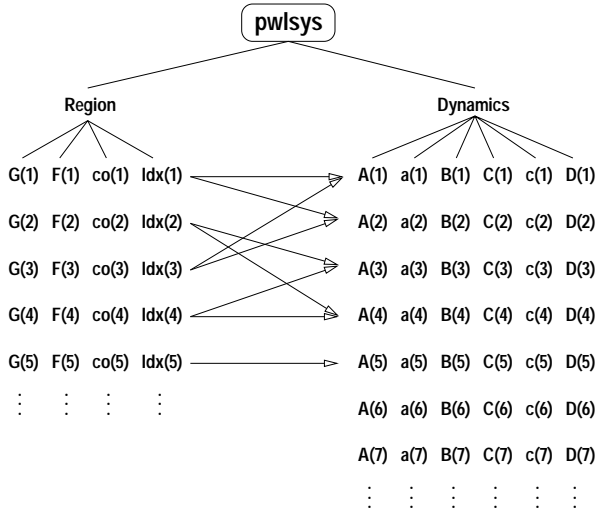 pwlsys
Region Dynamics
G(1) F(1) co(1) Idx(1) A(1) a(1) B(1) C(1) c(1) D(1)
G(2) F(2) co(2) Idx(2) A(2) a(2) B(2) C(2) c(2) D(2)
G(3) F(3) co(3) Idx(3) A(3) a(3) B(3) C(3) c(3) D(3)
G(4) F(4) co(4) Idx(4) A(4) a(4) B(4) C(4) c(4) D(4)
G(5) F(5) co(5) Idx(5) A(5) a(5) B(5) C(5) c(5) D(5)
A(6) a(6) B(6) C(6) c(6) D(6)
A(7) a(7) B(7) C(7) c(7) D(7)